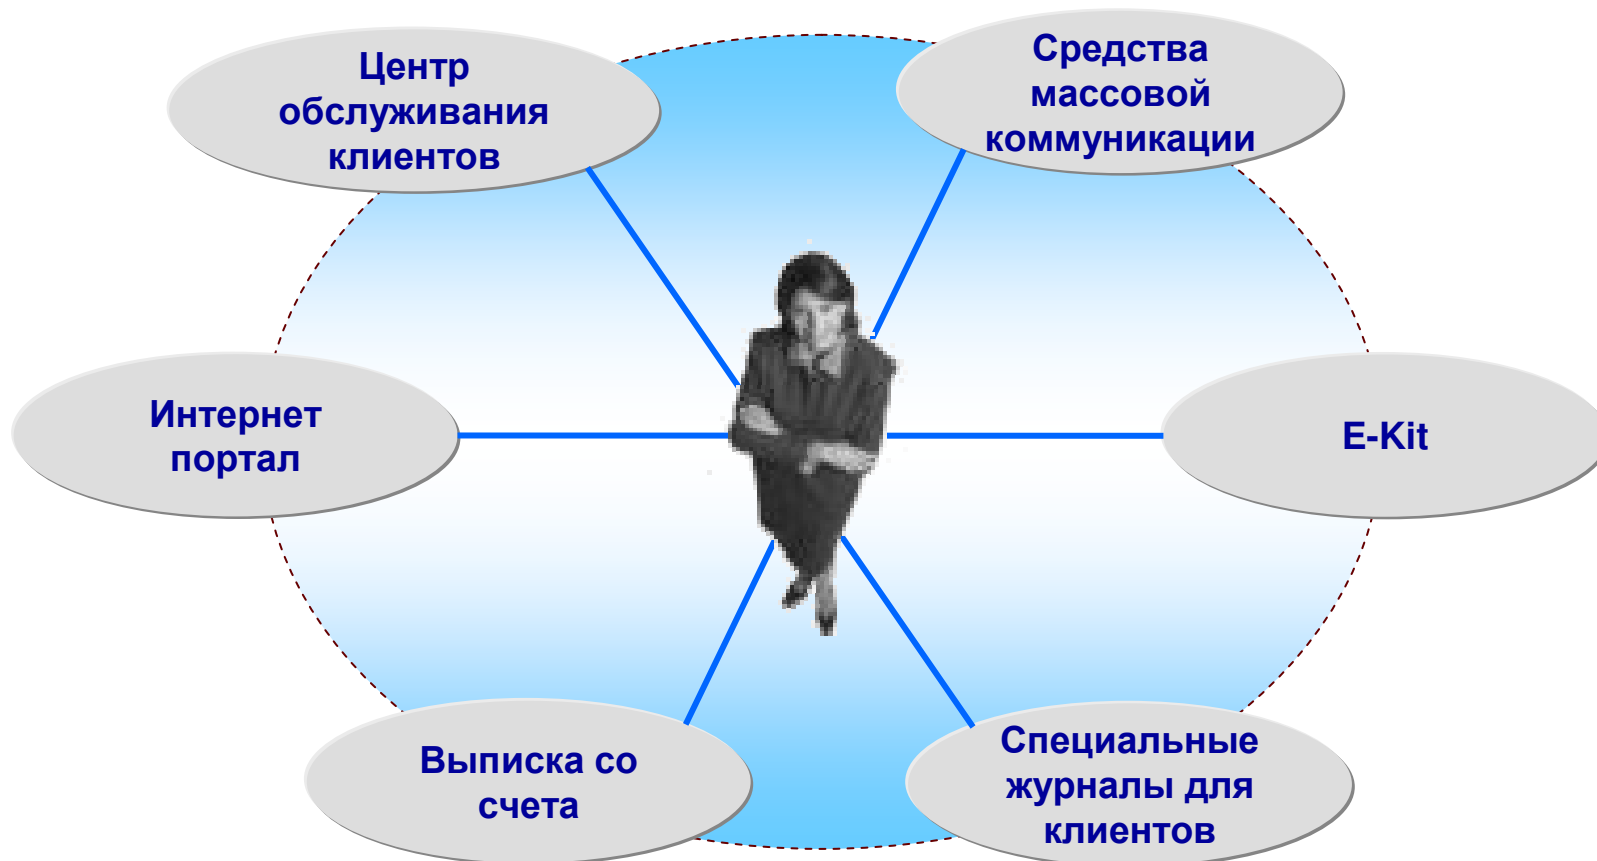 Центр
обслуживания
клиентов
Средства
массовой
коммуникации
Интернет
портал
E-Kit
Выписка со
счета
Специальные
журналы для
клиентов